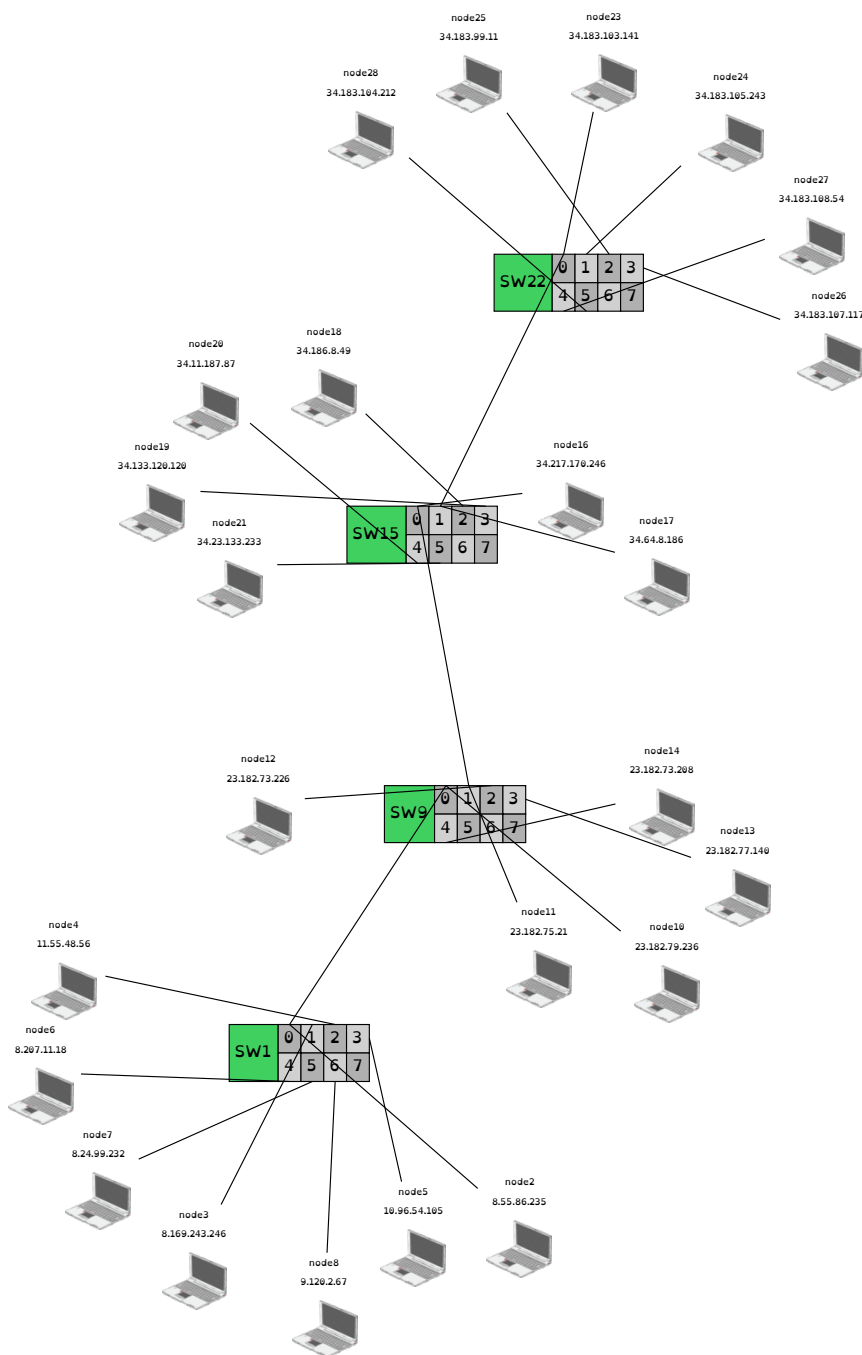 node25
34.183.99.11
node23
34.183.103.141
node28
34.183.104.212
node24
34.183.105.243
node27
34.183.108.54
SW22
0 1 2 3
4 5 6 7
node26
34.183.107.117
node18
34.186.8.49
node20
34.11.187.87
node19
34.133.120.120
node16
34.217.170.246
SW15
0 1 2 3
4 5 6 7
node21
34.23.133.233
node17
34.64.8.186
node12
23.182.73.226
node14
23.182.73.208
SW9
0 1 2 3
4 5 6 7
node13
23.182.77.140
node11
23.182.75.21
node10
23.182.79.236
node4
11.55.48.56
SW1
0 1 2 3
4 5 6 7
node6
8.207.11.18
node7
8.24.99.232
node3
8.169.243.246
node5
10.96.54.105
node2
8.55.86.235
node8
9.120.2.67